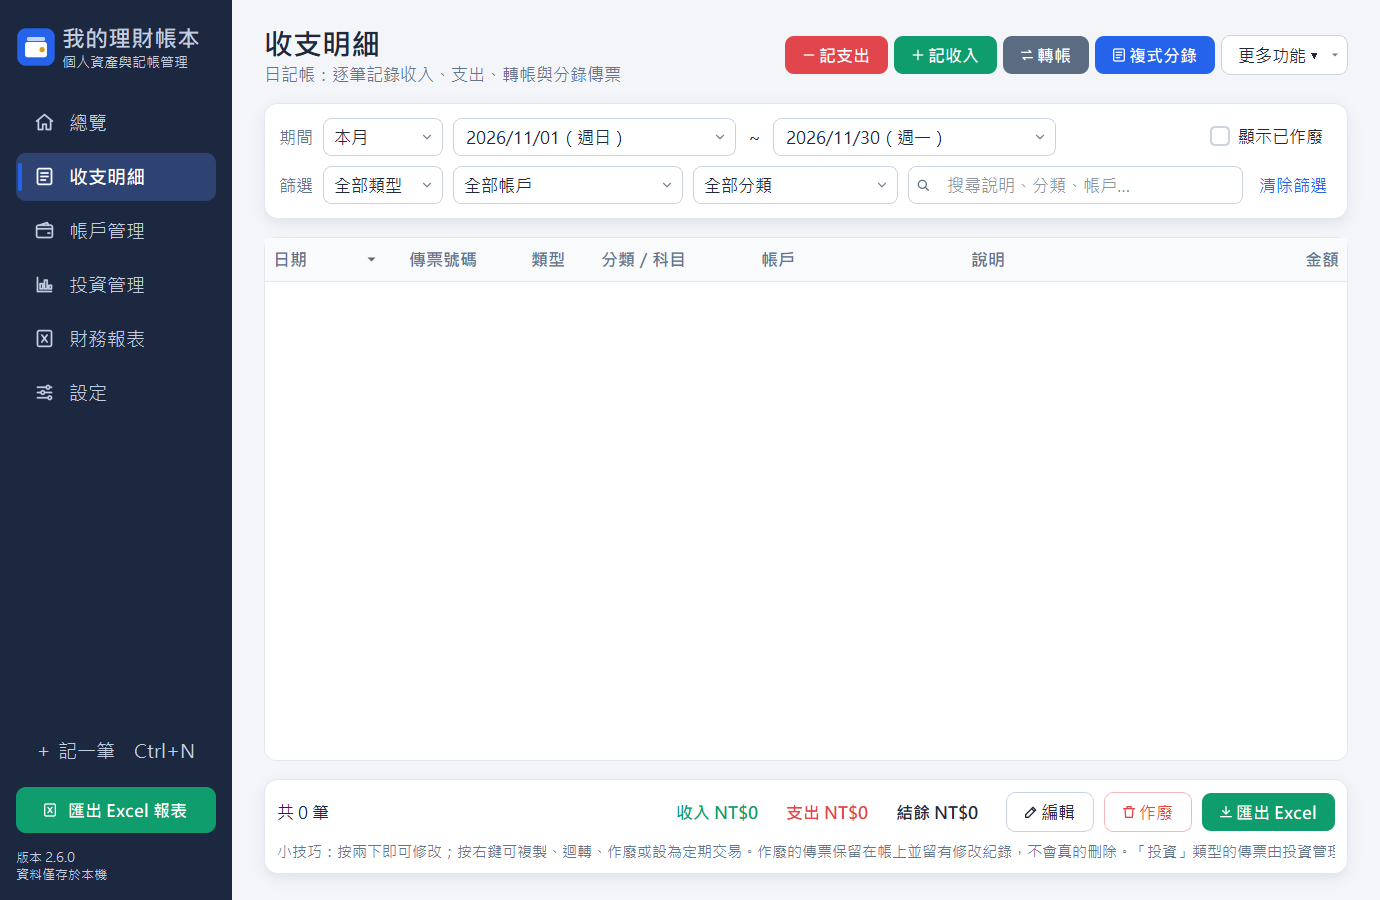 我的理財帳本
個人資產與記帳管理
總覽
收支明細
帳戶管理
投資管理
財務報表
設定
+ 記一筆 Ctrl+N
匯出 Excel 報表
版本 2.6.0
資料僅存於本機
收支明細
日記帳：逐筆記錄收入、支出、轉帳與分錄傳票
記支出
記收入
轉帳
複式分錄
更多功能 ▾
期間 本月 2026/11/01 ( 週日 ) ~ 2026/11/30 ( 週一 ) 顯示已作廢
篩選 全部類型 全部帳戶 全部分類 搜尋說明、分類、帳戶... 清除篩選
日期 傳票號碼 類型 分類 / 科目 帳戶 說明 金額
共 0 筆 收入 NT$0 支出 NT$0 結餘 NT$0 編輯 作廢 匯出 Excel
小技巧：按兩下即可修改；按右鍵可複製、迴轉、作廢或設為定期交易。作廢的傳票保留在帳上並留有修改紀錄，不會真的刪除。「投資」類型的傳票由投資管理